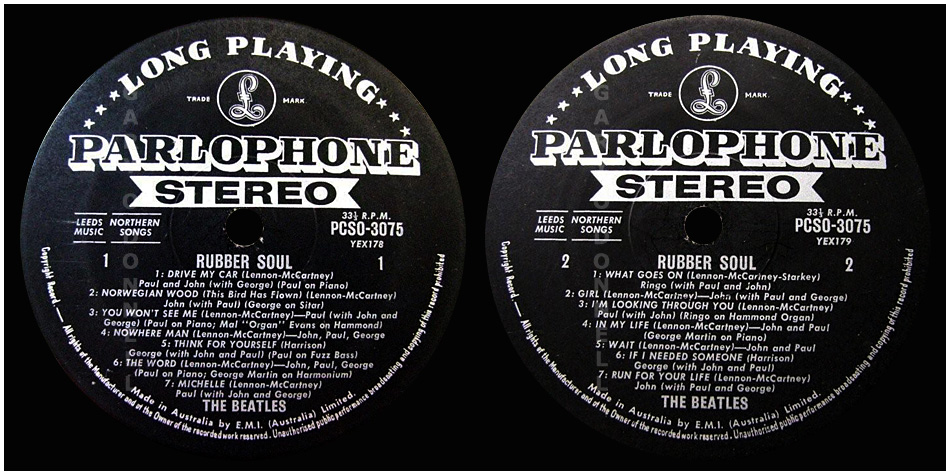 LONG PLAYING
TRADE MARK.
PARLOPHONE
STEREO
LEEDS MUSIC
NORTHERN SONGS
33⅓ R.P.M.
PCSO-3075
YEX178
1 RUBBER SOUL 1
1: DRIVE MY CAR (Lennon-McCartney)
Paul and John (with George) (Paul on Piano)
2: NORWEGIAN WOOD (This Bird Has Flown) (Lennon-McCartney)
John (with Paul) (George on Sitar)
3: YOU WON'T SEE ME (Lennon-McCartney)—Paul (with John and
George) (Paul on Piano; Mal "Organ" Evans on Hammond)
4: NOWHERE MAN (Lennon-McCartney)—John, Paul, George
5: THINK FOR YOURSELF (Harrison)
George (with John and Paul) (Paul on Fuzz Bass)
6: THE WORD (Lennon-McCartney)—John, Paul, George
(Paul on Piano; George Martin on Harmonium)
7: MICHELLE (Lennon-McCartney)
Paul (with John and George)
THE BEATLES
Made in Australia by E.M.I. (Australia) Limited.
Copyright Record — All rights of the Manufacturer and of the Owner of the recorded work reserved. Unauthorised public performance broadcasting and copying of this record prohibited
LONG PLAYING
TRADE MARK.
PARLOPHONE
STEREO
LEEDS MUSIC
NORTHERN SONGS
33⅓ R.P.M.
PCSO-3075
YEX179
2 RUBBER SOUL 2
1: WHAT GOES ON (Lennon-McCartney-Starkey)
Ringo (with Paul and John)
2: GIRL (Lennon-McCartney)—John (with Paul and George)
3: I'M LOOKING THROUGH YOU (Lennon-McCartney)
Paul (with John) (Ringo on Hammond Organ)
4: IN MY LIFE (Lennon-McCartney)—John and Paul
(George Martin on Piano)
5: WAIT (Lennon-McCartney)—John and Paul
6: IF I NEEDED SOMEONE (Harrison)
George (with John and Paul)
7: RUN FOR YOUR LIFE (Lennon-McCartney)
John (with Paul and George)
THE BEATLES
Made in Australia by E.M.I. (Australia) Limited.
Copyright Record — All rights of the Manufacturer and of the Owner of the recorded work reserved. Unauthorised public performance broadcasting and copying of this record prohibited